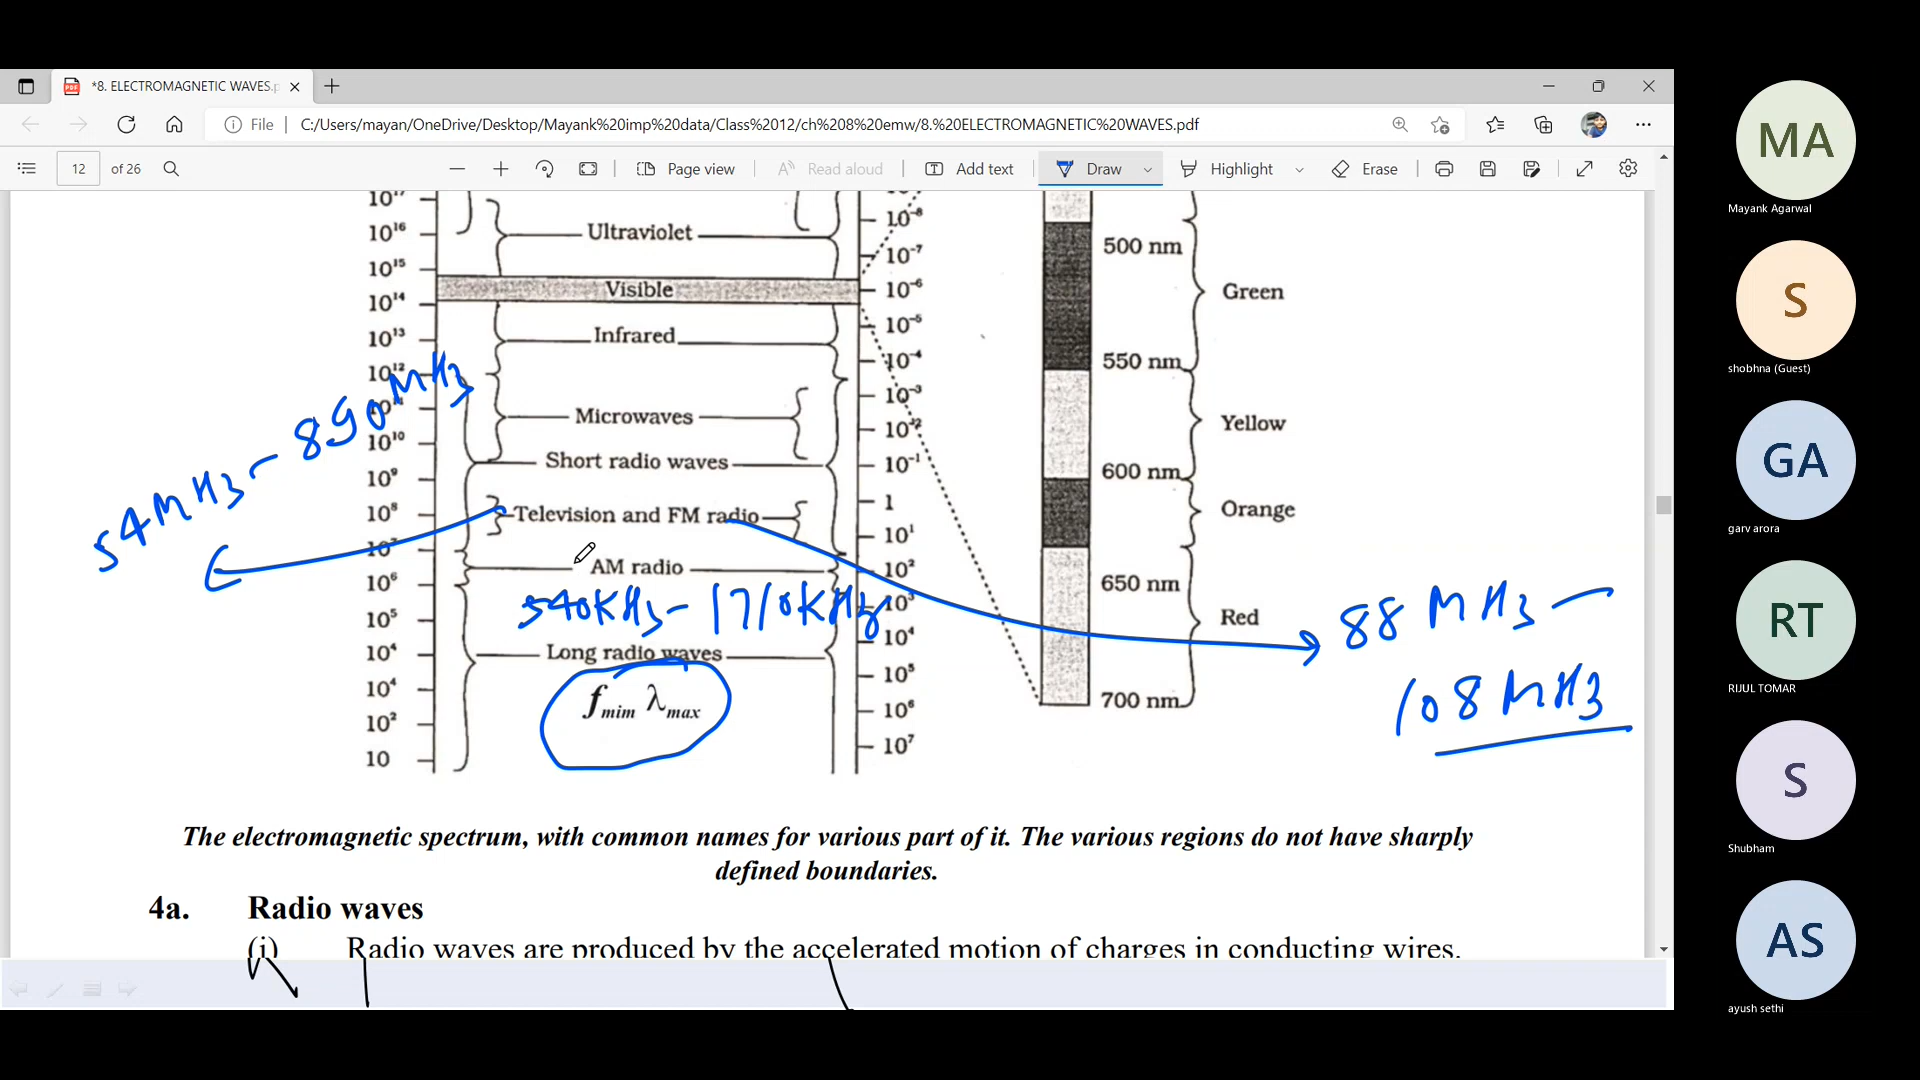 *8. ELECTROMAGNETIC WAVES.p
File | C:/Users/mayan/OneDrive/Desktop/Mayank%20imp%20data/Class%2012/ch%208%20emw/8.%20ELECTROMAGNETIC%20WAVES.pdf
12 of 26 Page view Read aloud Add text Draw Highlight Erase
10¹⁷
10¹⁶ Ultraviolet 10⁻⁸ 500 nm
10¹⁵ 10⁻⁷
Visible 10⁻⁶ Green
10¹⁴
10¹³ Infrared 10⁻⁵
10¹² 10⁻⁴ 550 nm
10⁻³
Microwaves 10⁻² Yellow
10¹⁰
Short radio waves 10⁻¹ 600 nm
10⁹
10⁸ Television and FM radio 1 Orange
10⁷ 10¹
10⁶ AM radio 10² 650 nm
10⁵ 10³ Red
10⁴ Long radio waves 10⁴
10⁴ 10⁵
f mim λ max 10⁶ 700 nm
10² 10⁷
10
54MHz - 890MHz
540KHz - 1710KHz
88 MHz -
108 MHz
The electromagnetic spectrum, with common names for various part of it. The various regions do not have sharply
defined boundaries.
4a. Radio waves
(i) Radio waves are produced by the accelerated motion of charges in conducting wires.
MA
Mayank Agarwal
S
shobhna (Guest)
GA
garv arora
RT
RIJUL TOMAR
S
Shubham
AS
ayush sethi